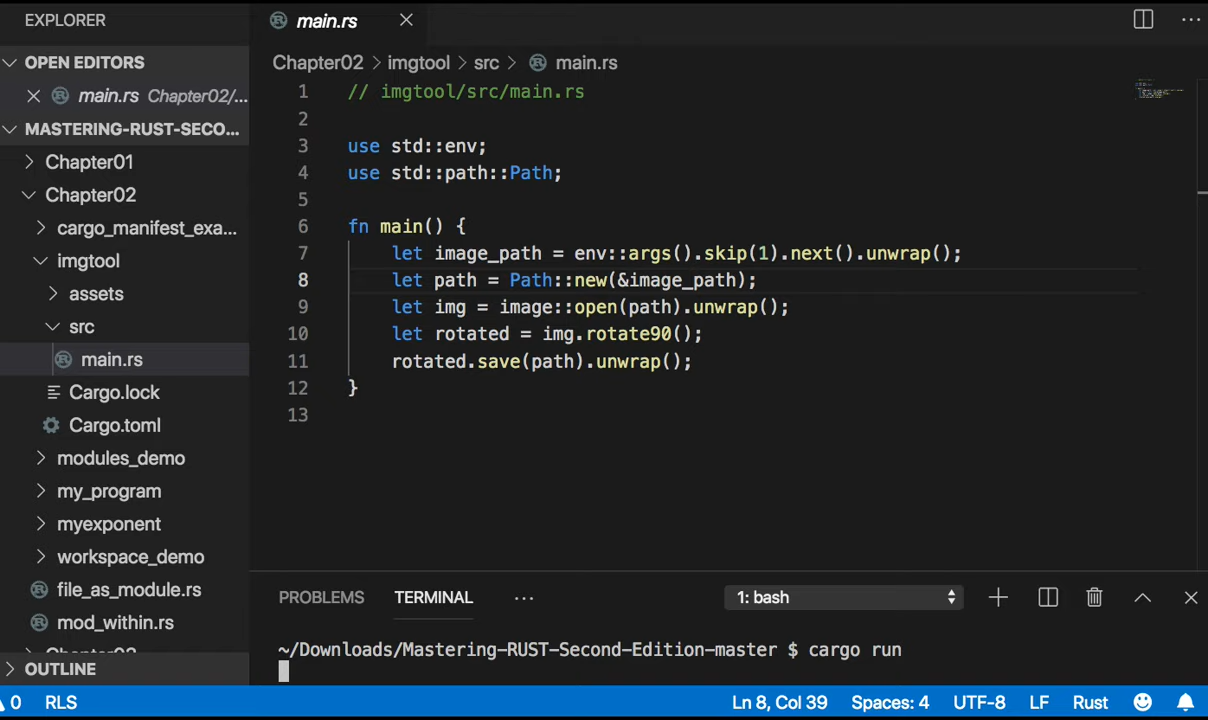 EXPLORER
OPEN EDITORS
main.rs Chapter02/...
MASTERING-RUST-SECO...
Chapter01
Chapter02
cargo_manifest_exa...
imgtool
assets
src
main.rs
Cargo.lock
Cargo.toml
modules_demo
my_program
myexponent
workspace_demo
file_as_module.rs
mod_within.rs
OUTLINE
main.rs
Chapter02 > imgtool > src > main.rs
1 // imgtool/src/main.rs
2
3 use std::env;
4 use std::path::Path;
5
6 fn main() {
7 let image_path = env::args().skip(1).next().unwrap();
8 let path = Path::new(&image_path);
9 let img = image::open(path).unwrap();
10 let rotated = img.rotate90();
11 rotated.save(path).unwrap();
12 }
13
PROBLEMS TERMINAL ...
1: bash
~/Downloads/Mastering-RUST-Second-Edition-master $ cargo run
0 RLS Ln 8, Col 39 Spaces: 4 UTF-8 LF Rust